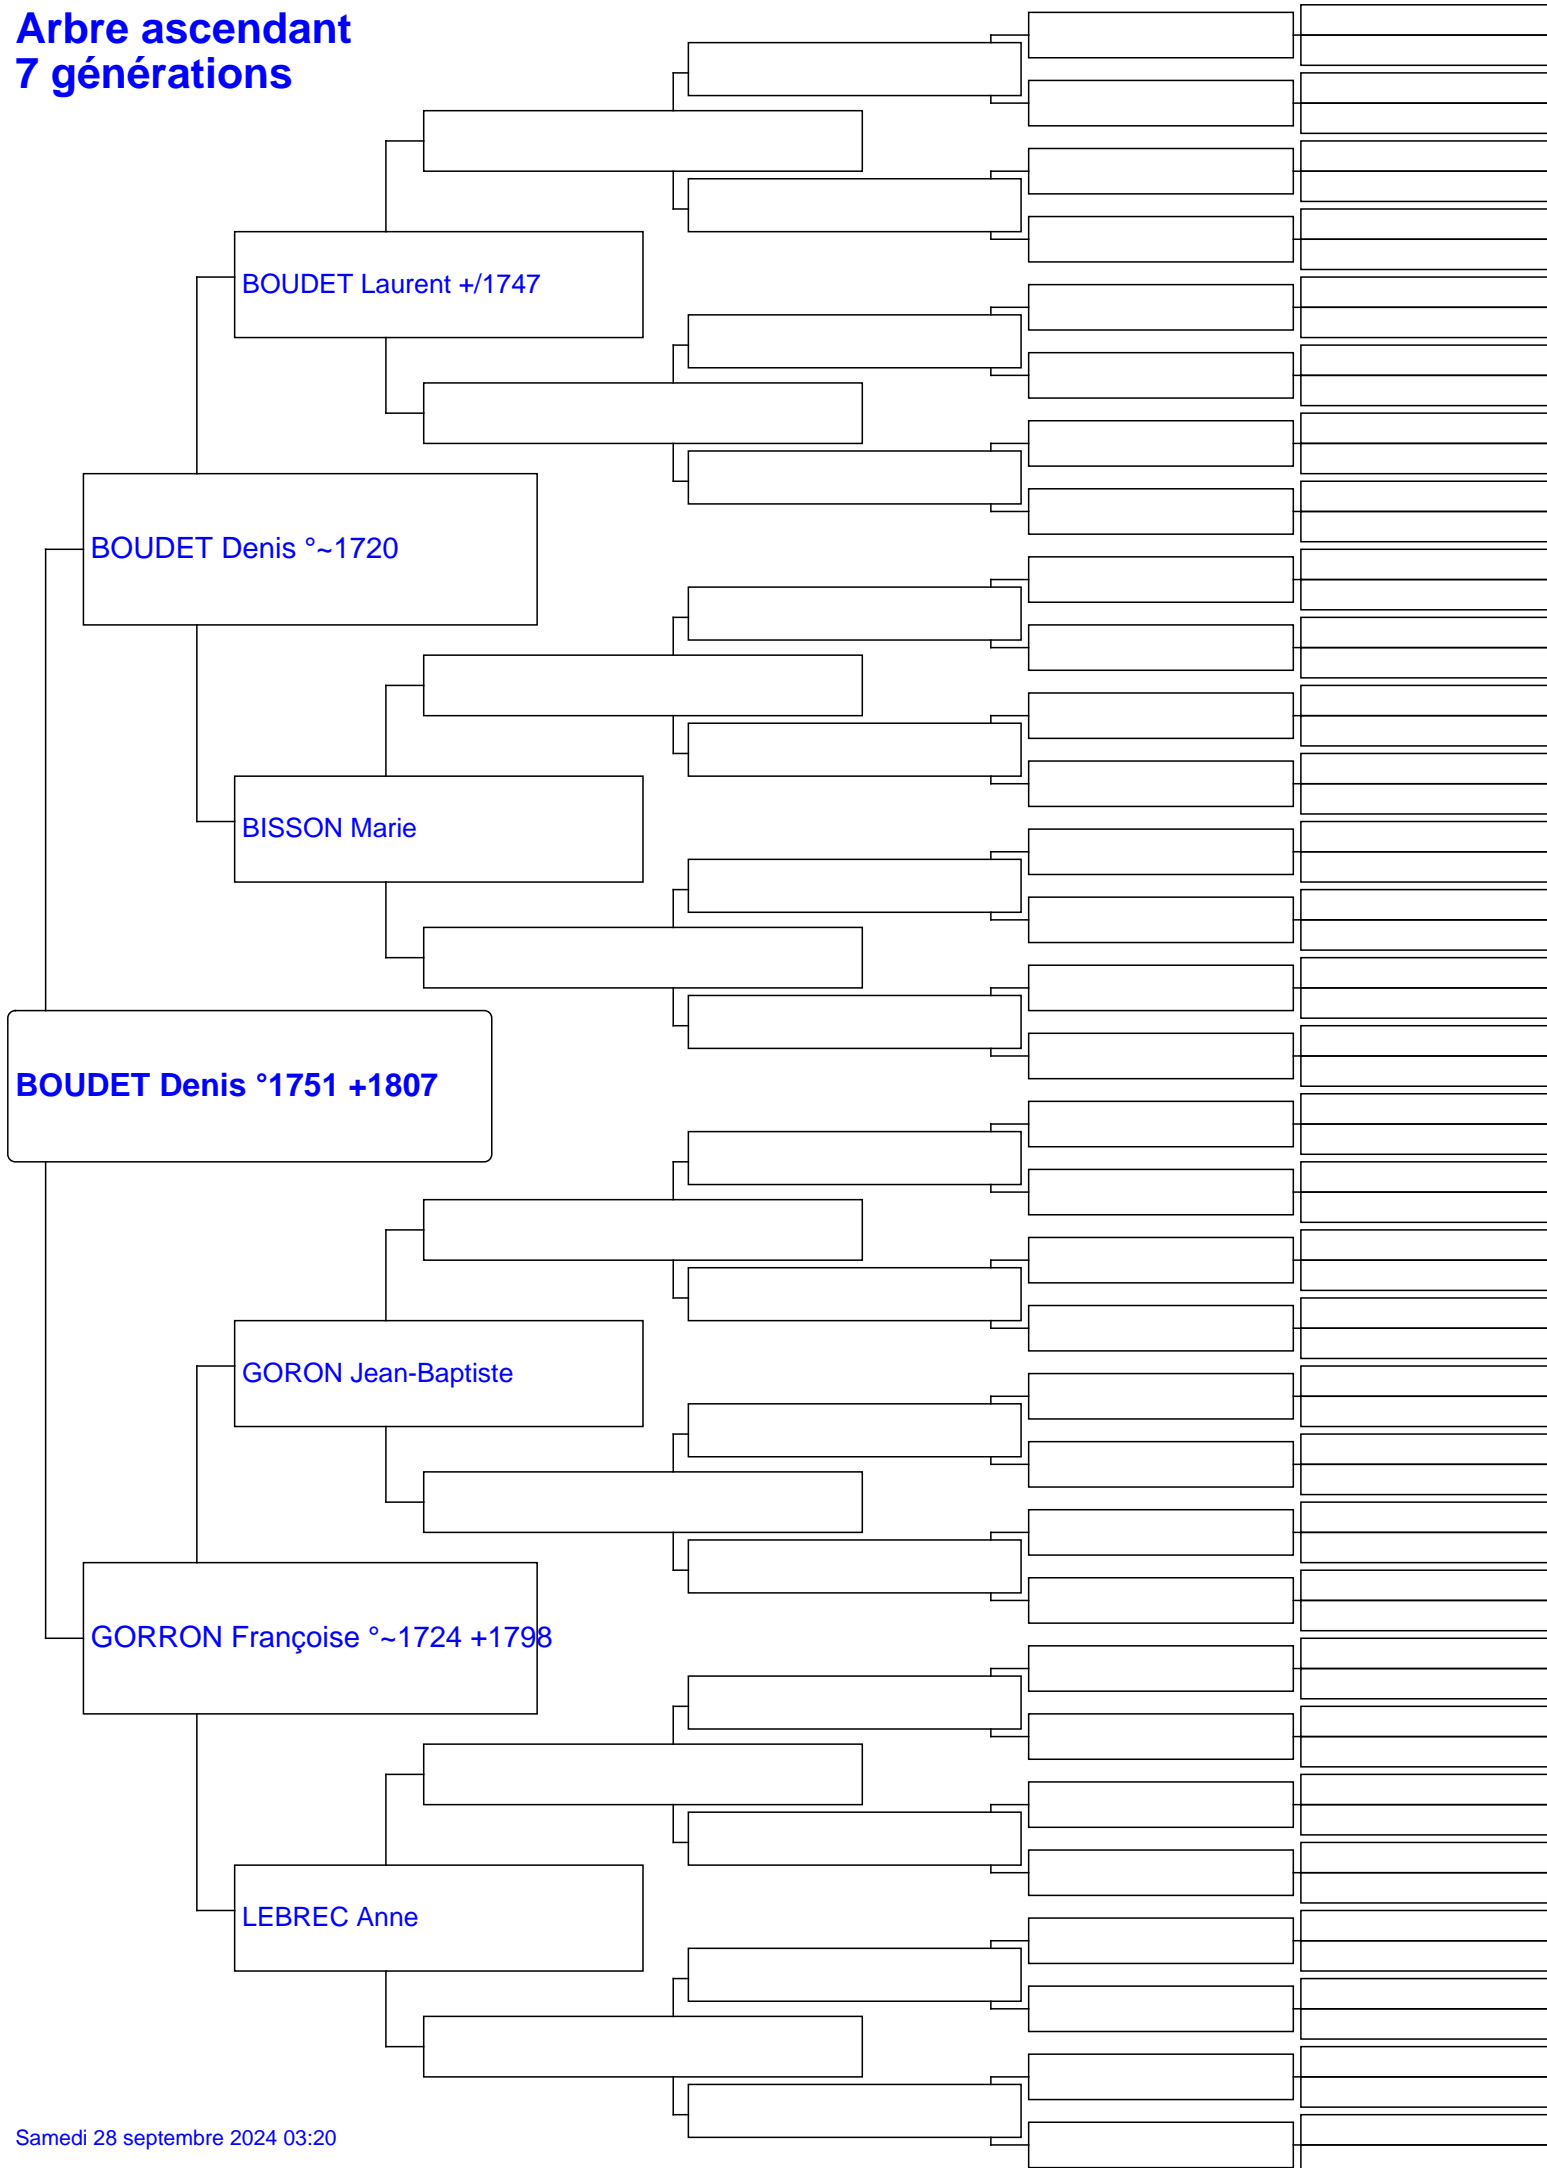 Arbre ascendant
7 générations
BOUDET Laurent +/1747
BOUDET Denis °~1720
BISSON Marie
BOUDET Denis °1751 +1807
GORON Jean-Baptiste
GORRON Françoise °~1724 +1798
LEBREC Anne
Samedi 28 septembre 2024 03:20